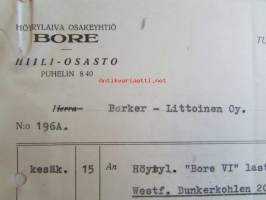 HÖYRYLAIVA OSAKEYHTIÖ
BORE
HIILI-OSASTO
PUHELIN 840
TU
Herra Barker - Littoinen Oy.
N:o 196A.
kesäk. 15 An Höyryl. "Bore VI" last
Westf. Bunkerkohlen 20
antikvariaatti.net